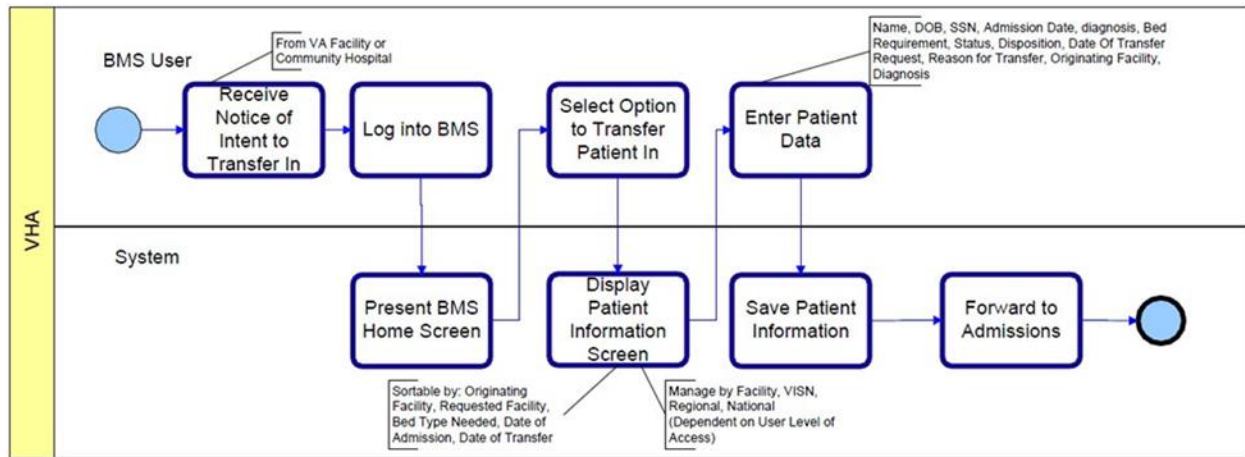 VHA
BMS User
From VA Facility or
Community Hospital
Name, DOB, SSN, Admission Date, diagnosis, Bed
Requirement, Status, Disposition, Date Of Transfer
Request, Reason for Transfer, Originating Facility,
Diagnosis
Receive
Notice of
Intent to
Transfer In
Log into BMS
Select Option
to Transfer
Patient In
Enter Patient
Data
System
Present BMS
Home Screen
Display
Patient
Information
Screen
Save Patient
Information
Forward to
Admissions
Sortable by: Originating
Facility, Requested Facility,
Bed Type Needed, Date of
Admission, Date of Transfer
Manage by Facility, VISN,
Regional, National
(Dependent on User Level of
Access)